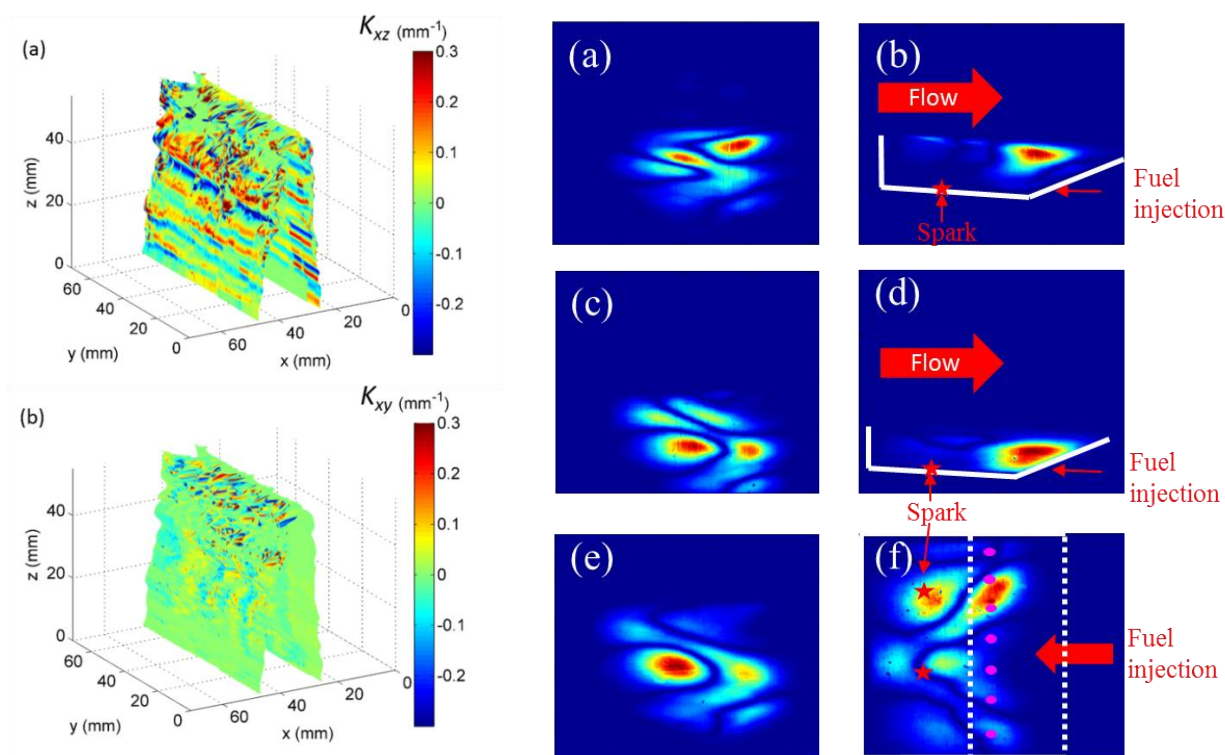 (a)
K_xz (mm⁻¹)
0.3
0.2
0.1
0
-0.1
-0.2
z (mm)
40
20
0
y (mm)
60
40
20
0
x (mm)
60
40
20
0
(b)
K_xy (mm⁻¹)
0.3
0.2
0.1
0
-0.1
-0.2
z (mm)
40
20
0
y (mm)
60
40
20
0
x (mm)
60
40
20
0
(a)
(b)
Flow
Spark
Fuel
injection
(c)
(d)
Flow
Fuel
injection
Spark
(e)
(f)
Fuel
injection